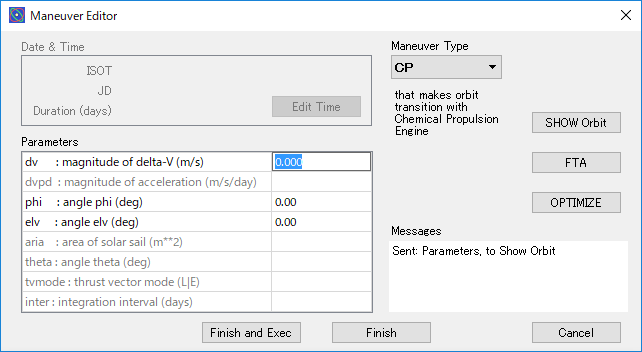 Maneuver Editor
Date & Time
ISOT
JD
Duration (days)
Edit Time
Maneuver Type
CP
that makes orbit
transition with
Chemical Propulsion
Engine
SHOW Orbit
FTA
OPTIMIZE
Parameters
dv : magnitude of delta-V (m/s) 0.000
dvpd : magnitude of acceleration (m/s/day)
phi : angle phi (deg) 0.00
elv : angle elv (deg) 0.00
aria : area of solar sail (m**2)
theta : angle theta (deg)
tvmode : thrust vector mode (L|E)
inter : integration interval (days)
Messages
Sent: Parameters, to Show Orbit
Finish and Exec
Finish
Cancel